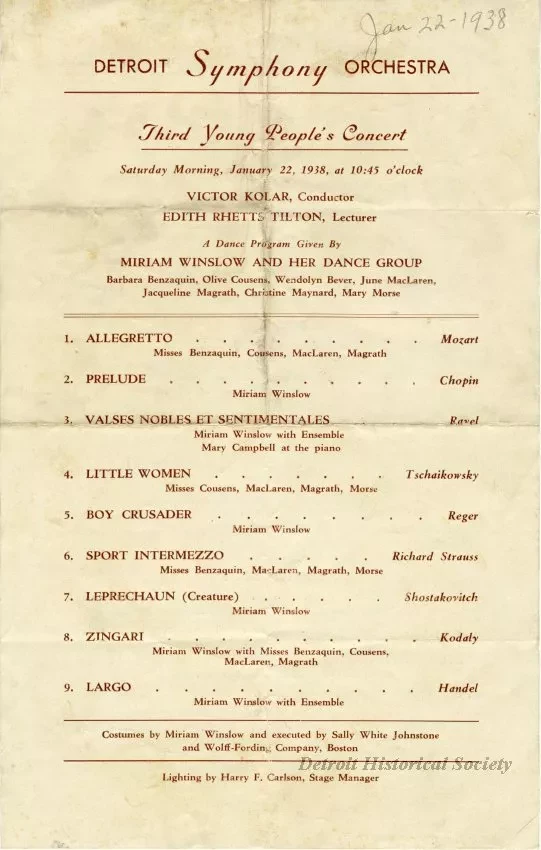 Jan 22-1938
DETROIT Symphony ORCHESTRA
Third Young People's Concert
Saturday Morning, January 22, 1938, at 10:45 o'clock
VICTOR KOLAR, Conductor
EDITH RHETTS TILTON, Lecturer
A Dance Program Given By
MIRIAM WINSLOW AND HER DANCE GROUP
Barbara Benzaquin, Olive Cousens, Wendolyn Bever, June MacLaren,
Jacqueline Magrath, Christine Maynard, Mary Morse
1. ALLEGRETTO . . . . . . . . . Mozart
Misses Benzaquin, Cousens, MacLaren, Magrath
2. PRELUDE . . . . . . . . . . Chopin
Miriam Winslow
3. VALSES NOBLES ET SENTIMENTALES . . Ravel
Miriam Winslow with Ensemble
Mary Campbell at the piano
4. LITTLE WOMEN . . . . . . . Tschaikowsky
Misses Cousens, MacLaren, Magrath, Morse
5. BOY CRUSADER . . . . . . . . Reger
Miriam Winslow
6. SPORT INTERMEZZO . . . . . Richard Strauss
Misses Benzaquin, MacLaren, Magrath, Morse
7. LEPRECHAUN (Creature) . . . . . Shostakovitch
Miriam Winslow
8. ZINGARI . . . . . . . . . . Kodaly
Miriam Winslow with Misses Benzaquin, Cousens,
MacLaren, Magrath
9. LARGO . . . . . . . . . . Handel
Miriam Winslow with Ensemble
Costumes by Miriam Winslow and executed by Sally White Johnstone
and Wolff-Fording Company, Boston
Detroit Historical Society
Lighting by Harry F. Carlson, Stage Manager